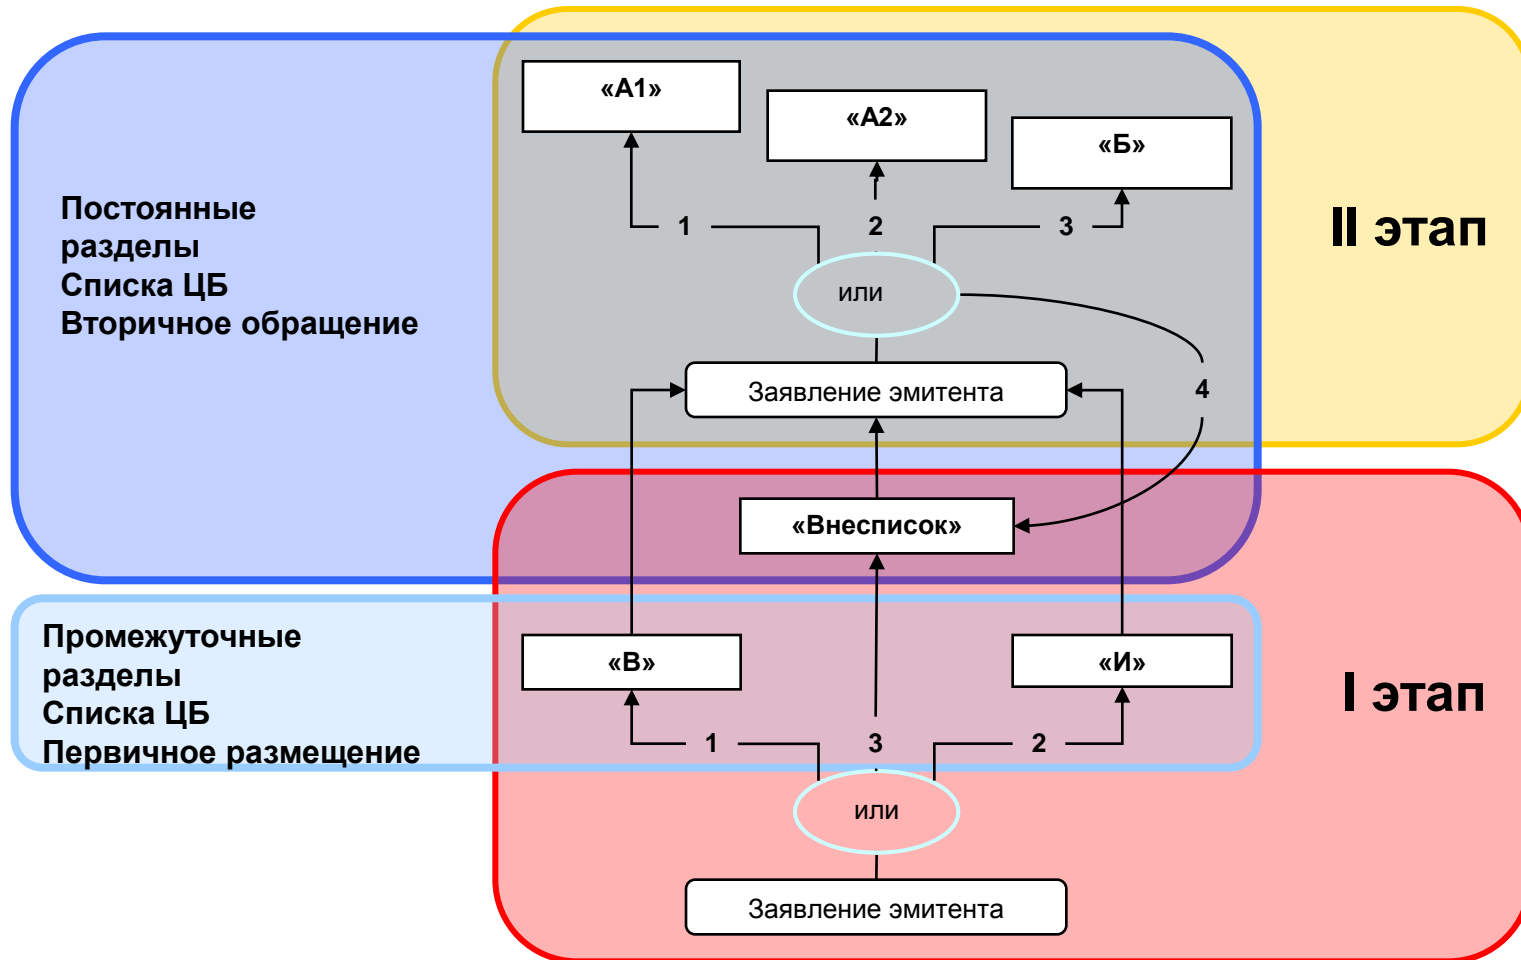 «А1»
«А2»
«Б»
Постоянные
разделы
Списка ЦБ
Вторичное обращение
1
2
3
II этап
или
Заявление эмитента
4
«Внесписок»
Промежуточные
разделы
Списка ЦБ
Первичное размещение
«В»
«И»
I этап
1
3
2
или
Заявление эмитента